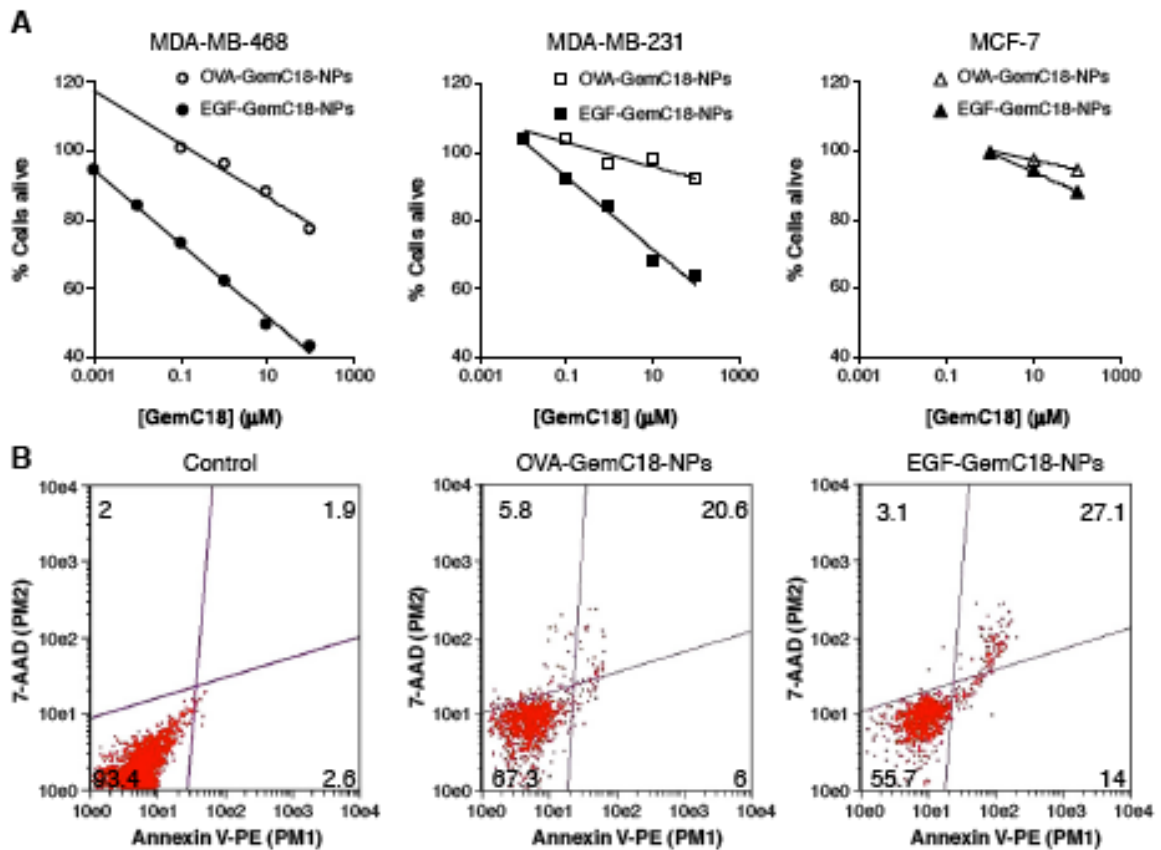 A
MDA-MB-468
OVA-GemC18-NPs
EGF-GemC18-NPs
120
100
80
60
40
% Cells alive
0.001
0.1
10
1000
[GemC18] (μM)
MDA-MB-231
OVA-GemC18-NPs
EGF-GemC18-NPs
120
100
80
60
40
% Cells alive
0.001
0.1
10
1000
[GemC18] (μM)
MCF-7
OVA-GemC18-NPs
EGF-GemC18-NPs
120
100
80
60
40
% Cells alive
0.001
0.1
10
1000
[GemC18] (μM)
B
Control
10e4
10e3
10e2
10e1
10e0
7-AAD (PM2)
2
1.9
93.4
2.6
10e0
10e1
10e2
10e3
10e4
Annexin V-PE (PM1)
OVA-GemC18-NPs
10e4
10e3
10e2
10e1
10e0
7-AAD (PM2)
5.8
20.6
67.3
6
10e0
10e1
10e2
10e3
10e4
Annexin V-PE (PM1)
EGF-GemC18-NPs
10e4
10e3
10e2
10e1
10e0
7-AAD (PM2)
3.1
27.1
55.7
14
10e0
10e1
10e2
10e3
10e4
Annexin V-PE (PM1)